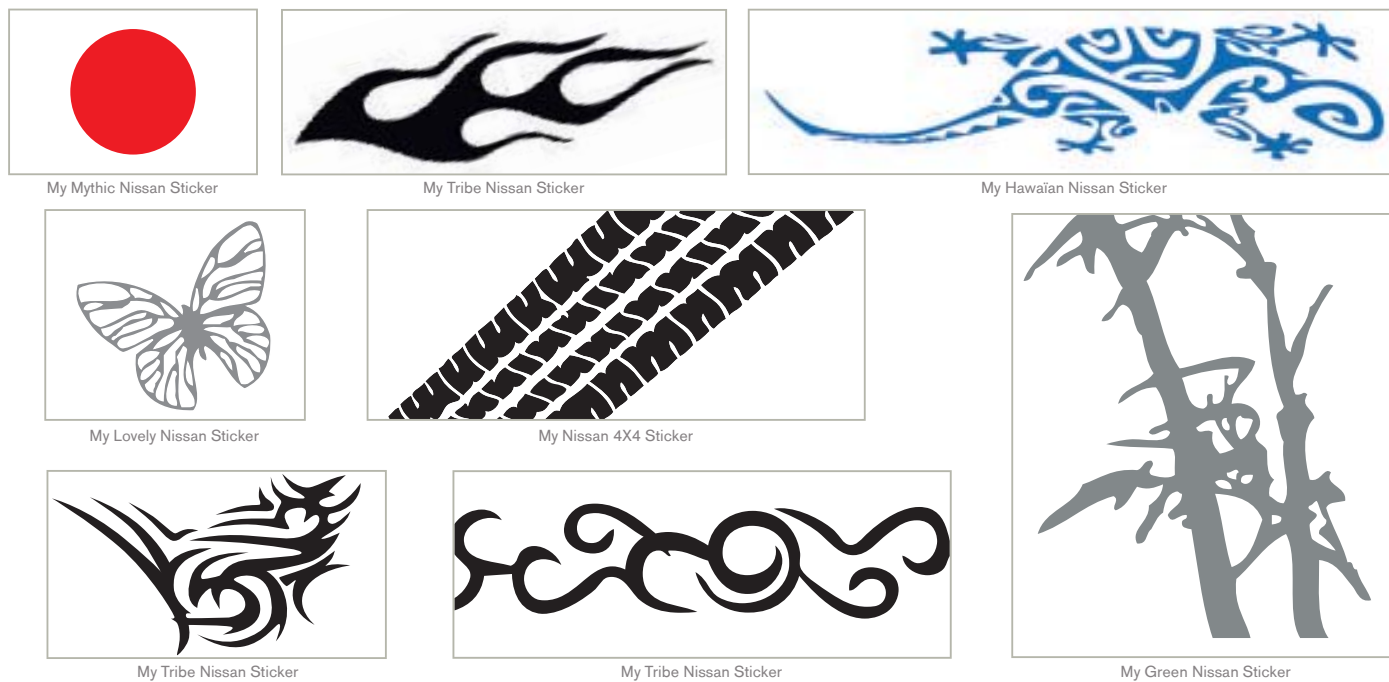 My Mythic Nissan Sticker
My Tribe Nissan Sticker
My Hawaïan Nissan Sticker
My Lovely Nissan Sticker
My Nissan 4X4 Sticker
My Tribe Nissan Sticker
My Tribe Nissan Sticker
My Green Nissan Sticker